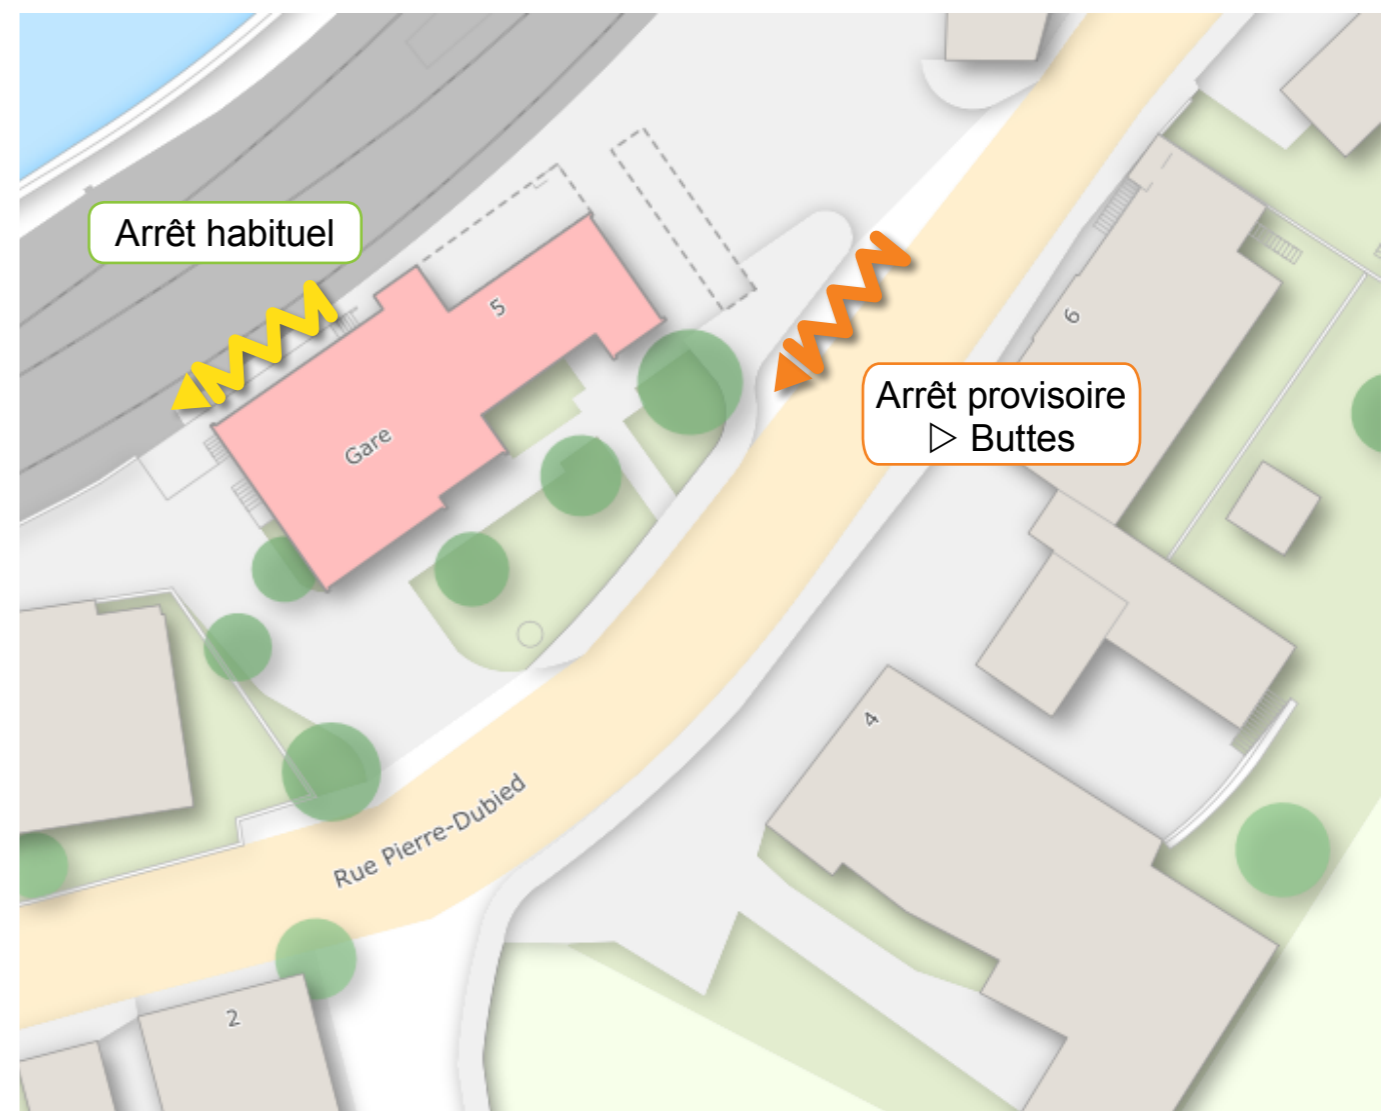 Arrêt habituel
5
6
Arrêt provisoire
▷ Buttes
Gare
4
Rue Pierre-Dubied
2